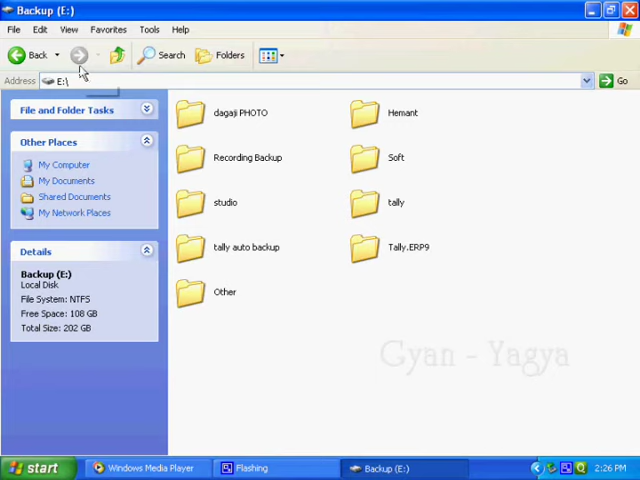 Backup (E:)
File Edit View Favorites Tools Help
Back Search Folders
Address E:\ Go
File and Folder Tasks
Other Places
My Computer
My Documents
Shared Documents
My Network Places
Details
Backup (E:)
Local Disk
File System: NTFS
Free Space: 108 GB
Total Size: 202 GB
dagaji PHOTO Hemant
Recording Backup Soft
studio tally
tally auto backup Tally.ERP9
Other
Gyan - Yagya
start Windows Media Player Flashing Backup (E:) 2:26 PM